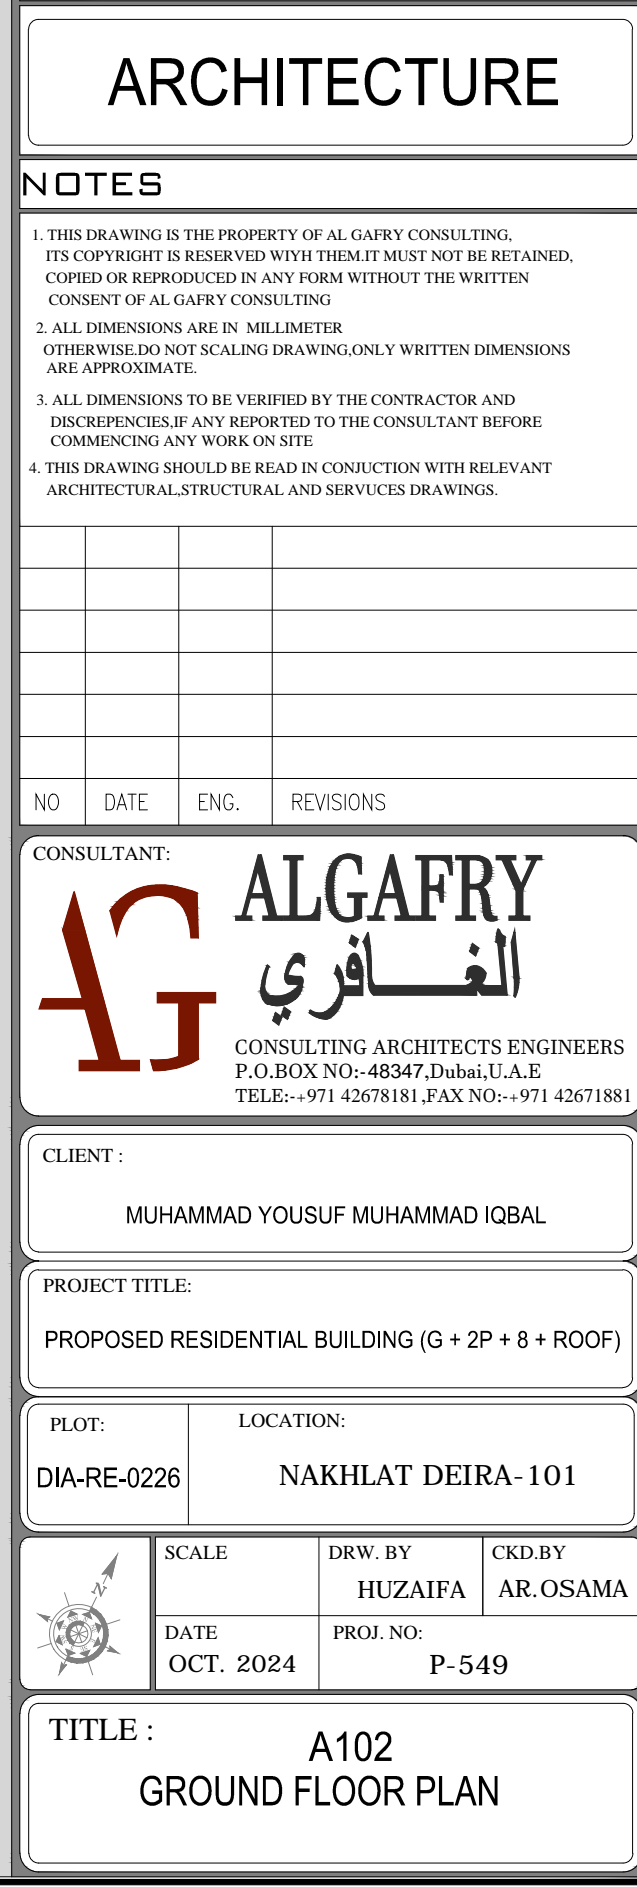 ARCHITECTURE
NOTES
1. THIS DRAWING IS THE PROPERTY OF AL GAFRY CONSULTING,
ITS COPYRIGHT IS RESERVED WIYH THEM.IT MUST NOT BE RETAINED,
COPIED OR REPRODUCED IN ANY FORM WITHOUT THE WRITTEN
CONSENT OF AL GAFRY CONSULTING
2. ALL DIMENSIONS ARE IN MILLIMETER
OTHERWISE.DO NOT SCALING DRAWING,ONLY WRITTEN DIMENSIONS
ARE APPROXIMATE.
3. ALL DIMENSIONS TO BE VERIFIED BY THE CONTRACTOR AND
DISCREPENCIES,IF ANY REPORTED TO THE CONSULTANT BEFORE
COMMENCING ANY WORK ON SITE
4. THIS DRAWING SHOULD BE READ IN CONJUCTION WITH RELEVANT
ARCHITECTURAL,STRUCTURAL AND SERVUCES DRAWINGS.
NO DATE ENG. REVISIONS
CONSULTANT:
AG
ALGAFRY
الغافري
CONSULTING ARCHITECTS ENGINEERS
P.O.BOX NO:-48347,Dubai,U.A.E
TELE:-+971 42678181,FAX NO:-+971 42671881
CLIENT :
MUHAMMAD YOUSUF MUHAMMAD IQBAL
PROJECT TITLE:
PROPOSED RESIDENTIAL BUILDING (G + 2P + 8 + ROOF)
PLOT: LOCATION:
DIA-RE-0226 NAKHLAT DEIRA-101
N
SCALE DRW. BY CKD.BY
HUZAIFA AR.OSAMA
DATE PROJ. NO:
OCT. 2024 P-549
TITLE :
A102
GROUND FLOOR PLAN